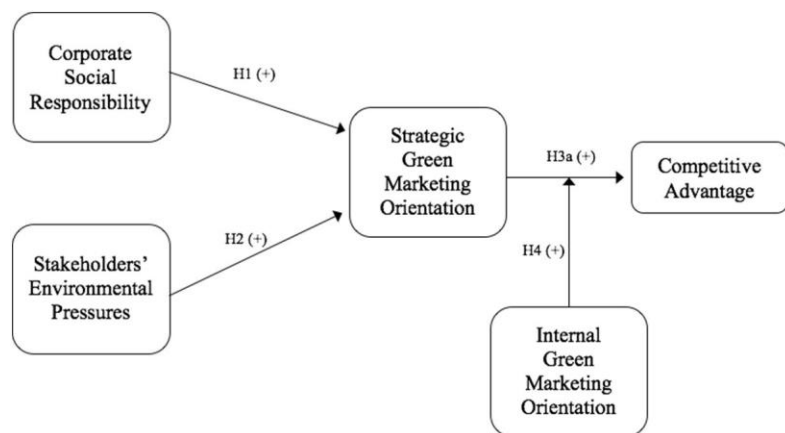 Corporate
Social
Responsibility
H1 (+)
Strategic
Green
Marketing
Orientation
H3a (+)
Competitive
Advantage
Stakeholders’
Environmental
Pressures
H2 (+)
H4 (+)
Internal
Green
Marketing
Orientation